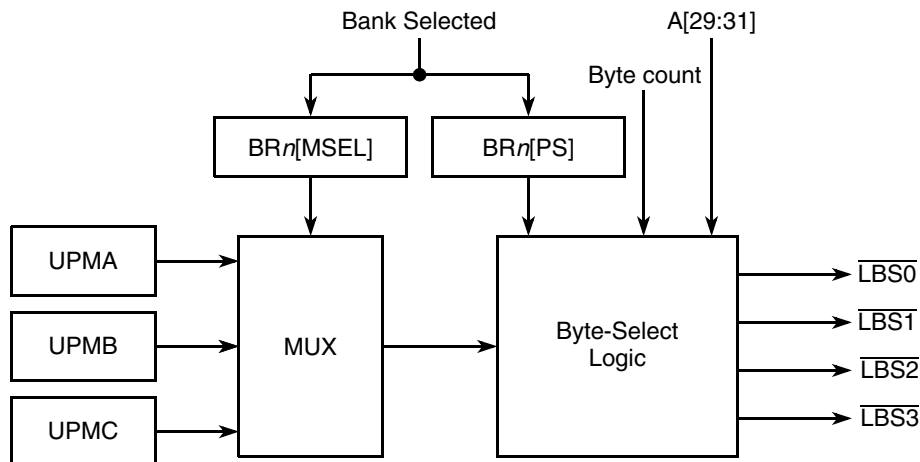 Bank Selected
A[29:31]
Byte count
BRn[MSEL]
BRn[PS]
UPMA
UPMB
UPMC
MUX
Byte-Select
Logic
LBS0
LBS1
LBS2
LBS3